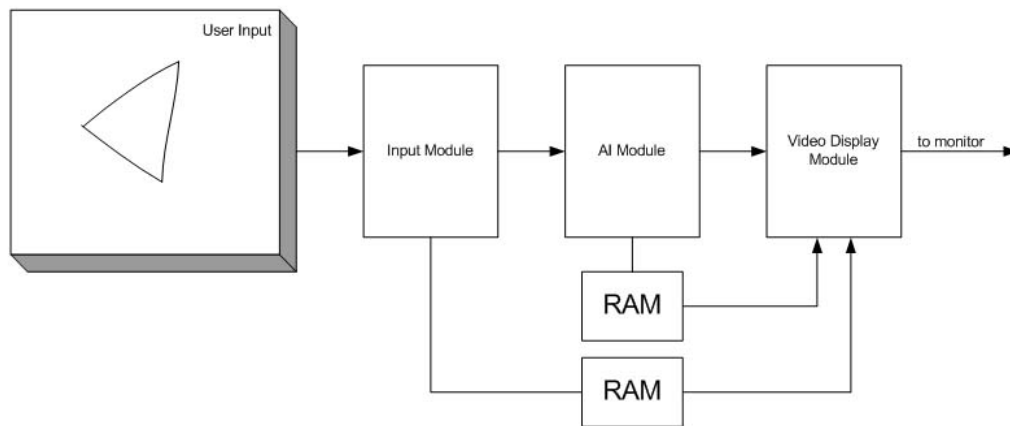 User Input
Input Module
AI Module
Video Display
Module
to monitor
RAM
RAM